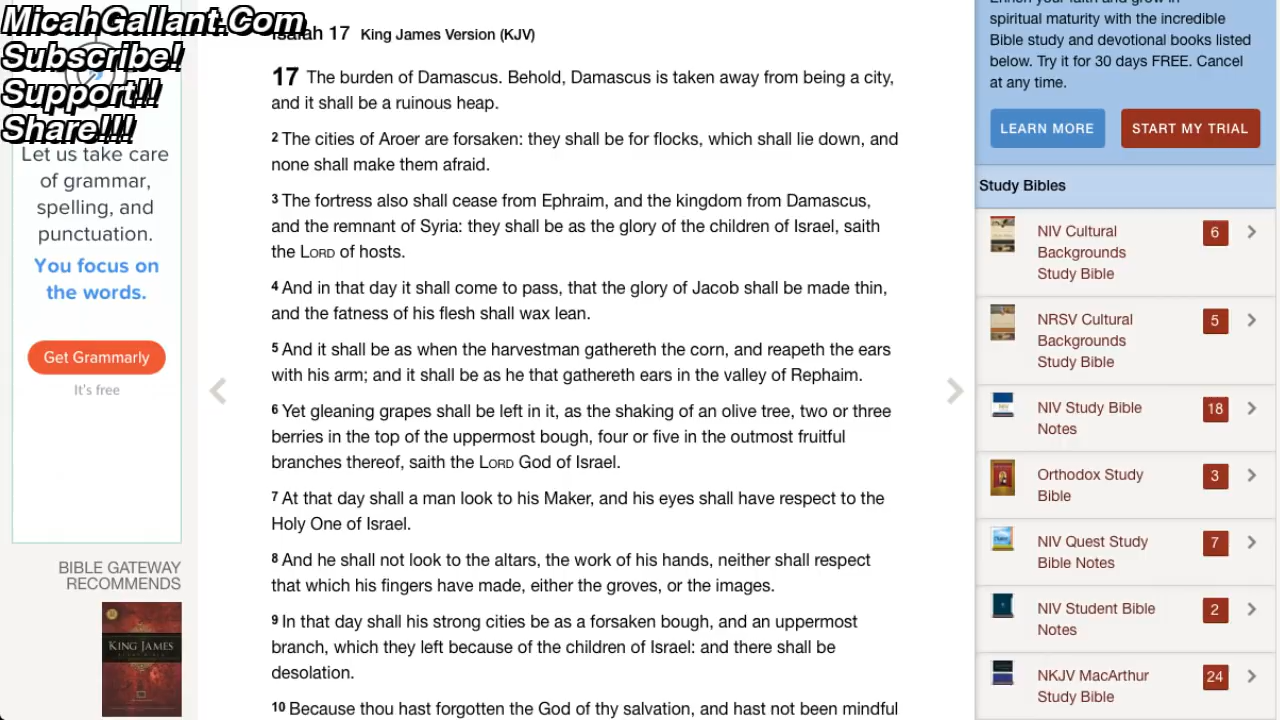 MicahGallant.Com
Subscribe!
Support!!
Share!!!
Let us take care
of grammar,
spelling, and
punctuation.
You focus on
the words.
Get Grammarly
It's free
BIBLE GATEWAY
RECOMMENDS
KING JAMES
Isaiah 17 King James Version (KJV)
17 The burden of Damascus. Behold, Damascus is taken away from being a city,
and it shall be a ruinous heap.
2 The cities of Aroer are forsaken: they shall be for flocks, which shall lie down, and
none shall make them afraid.
3 The fortress also shall cease from Ephraim, and the kingdom from Damascus,
and the remnant of Syria: they shall be as the glory of the children of Israel, saith
the LORD of hosts.
4 And in that day it shall come to pass, that the glory of Jacob shall be made thin,
and the fatness of his flesh shall wax lean.
5 And it shall be as when the harvestman gathereth the corn, and reapeth the ears
with his arm; and it shall be as he that gathereth ears in the valley of Rephaim.
6 Yet gleaning grapes shall be left in it, as the shaking of an olive tree, two or three
berries in the top of the uppermost bough, four or five in the outmost fruitful
branches thereof, saith the LORD God of Israel.
7 At that day shall a man look to his Maker, and his eyes shall have respect to the
Holy One of Israel.
8 And he shall not look to the altars, the work of his hands, neither shall respect
that which his fingers have made, either the groves, or the images.
9 In that day shall his strong cities be as a forsaken bough, and an uppermost
branch, which they left because of the children of Israel: and there shall be
desolation.
10 Because thou hast forgotten the God of thy salvation, and hast not been mindful
Enrich your faith and grow in
spiritual maturity with the incredible
Bible study and devotional books listed
below. Try it for 30 days FREE. Cancel
at any time.
LEARN MORE START MY TRIAL
Study Bibles
NIV Cultural 6
Backgrounds
Study Bible
NRSV Cultural 5
Backgrounds
Study Bible
NIV Study Bible 18
Notes
Orthodox Study 3
Bible
NIV Quest Study 7
Bible Notes
NIV Student Bible 2
Notes
NKJV MacArthur 24
Study Bible